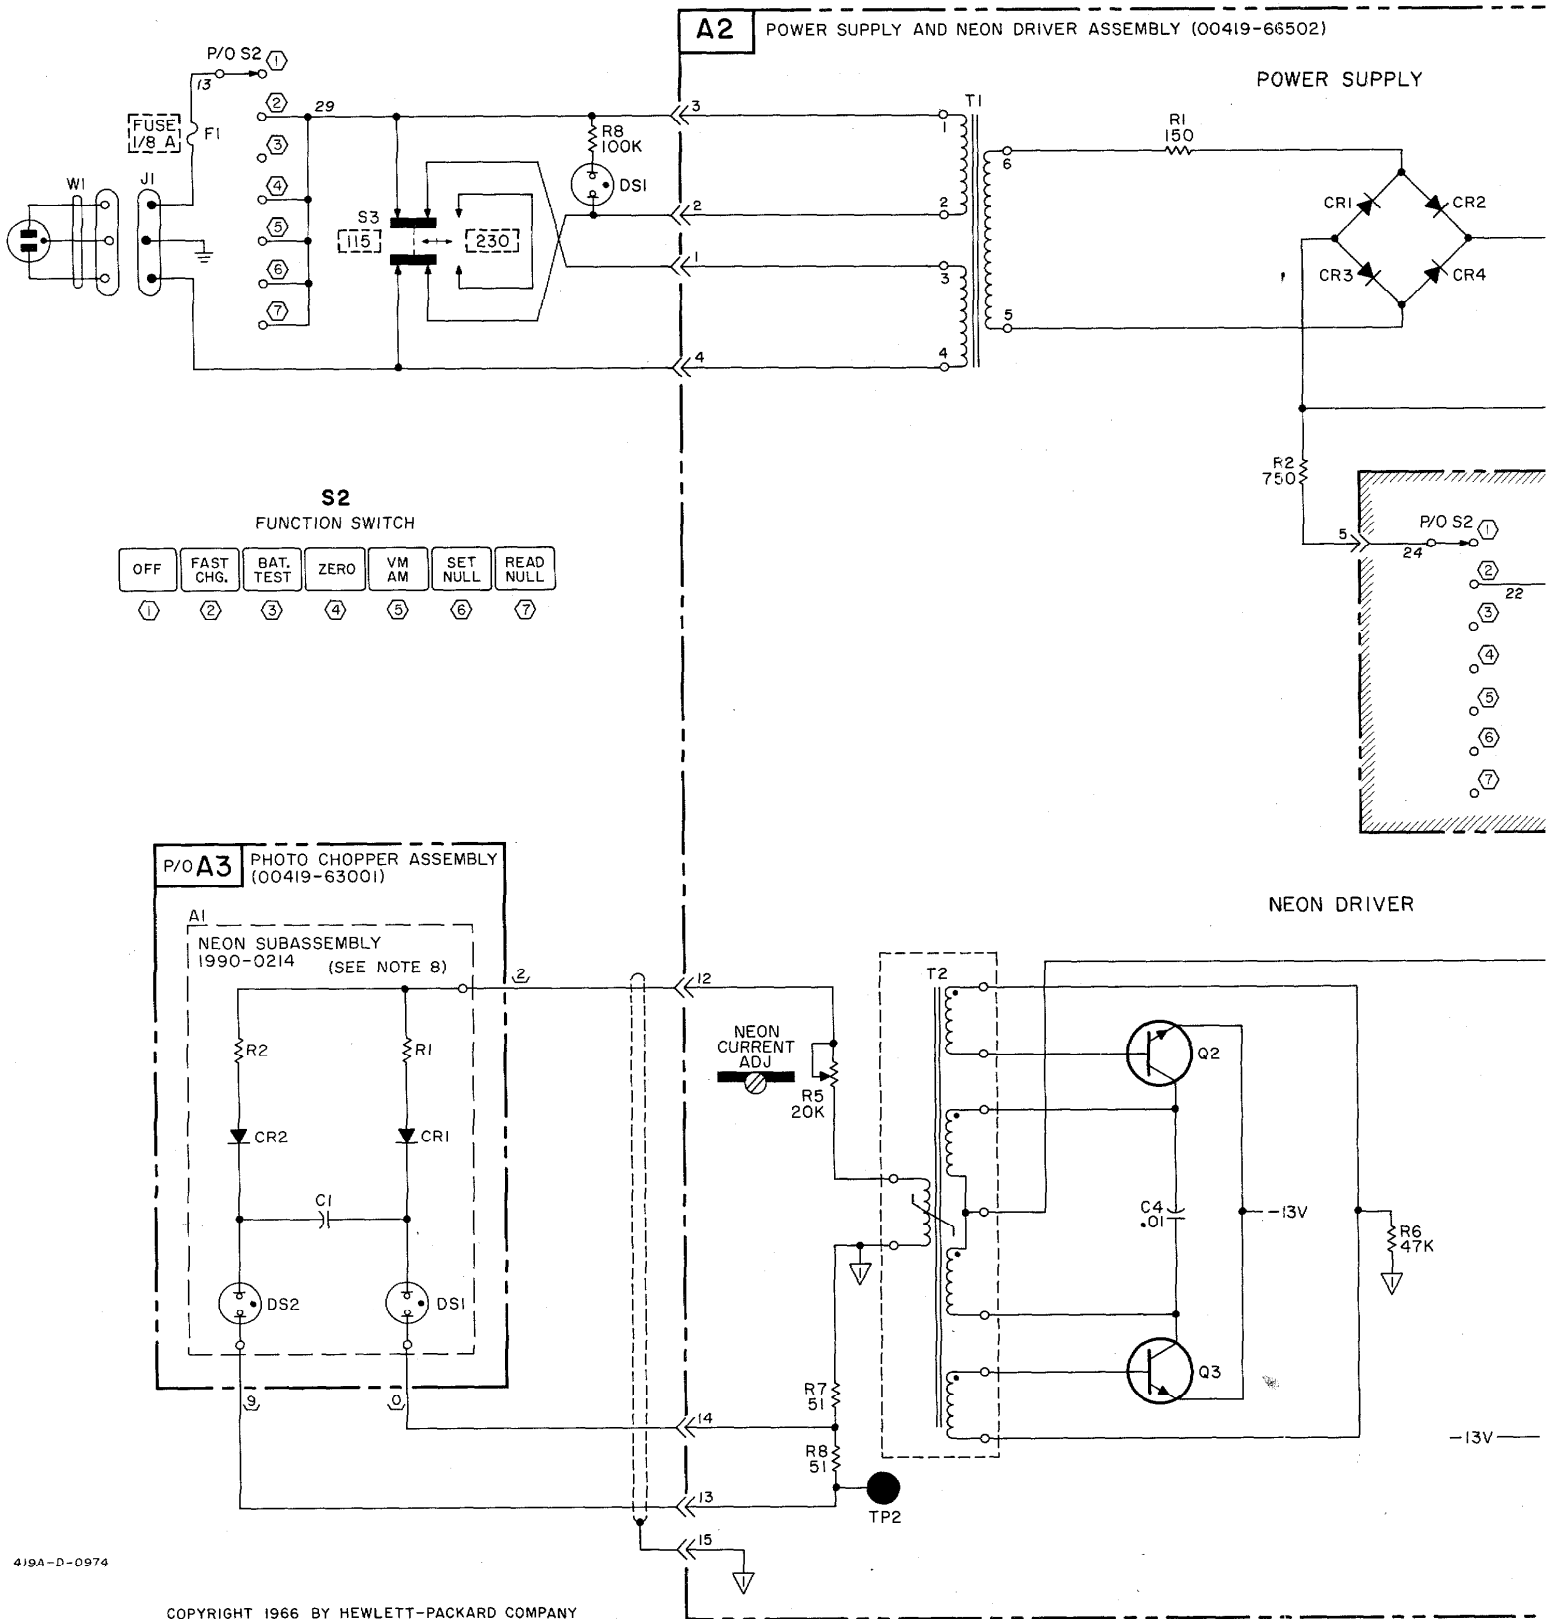 A2
POWER SUPPLY AND NEON DRIVER ASSEMBLY (00419-66502)
POWER SUPPLY
P/O S2
1
13
2
29
FUSE
1/8 A
F1
3
4
5
6
7
W1
J1
S3
115
230
R8
100K
DS1
3
2
1
4
T1
1
2
3
4
6
5
R1
150
CR1
CR2
CR3
CR4
R2
750
5
P/O S2
24
1
2
22
3
4
5
6
7
S2
FUNCTION SWITCH
OFF
FAST
CHG.
BAT.
TEST
ZERO
VM
AM
SET
NULL
READ
NULL
1
2
3
4
5
6
7
P/O A3
PHOTO CHOPPER ASSEMBLY
(00419-63001)
A1
NEON SUBASSEMBLY
1990-0214
(SEE NOTE 8)
2
12
R2
R1
CR2
CR1
C1
DS2
DS1
9
0
14
13
15
NEON DRIVER
NEON
CURRENT
ADJ
R5
20K
T2
Q2
C4
.01
-13V
R6
47K
Q3
R7
51
R8
51
TP2
-13V
419A-D-0974
COPYRIGHT 1966 BY HEWLETT-PACKARD COMPANY